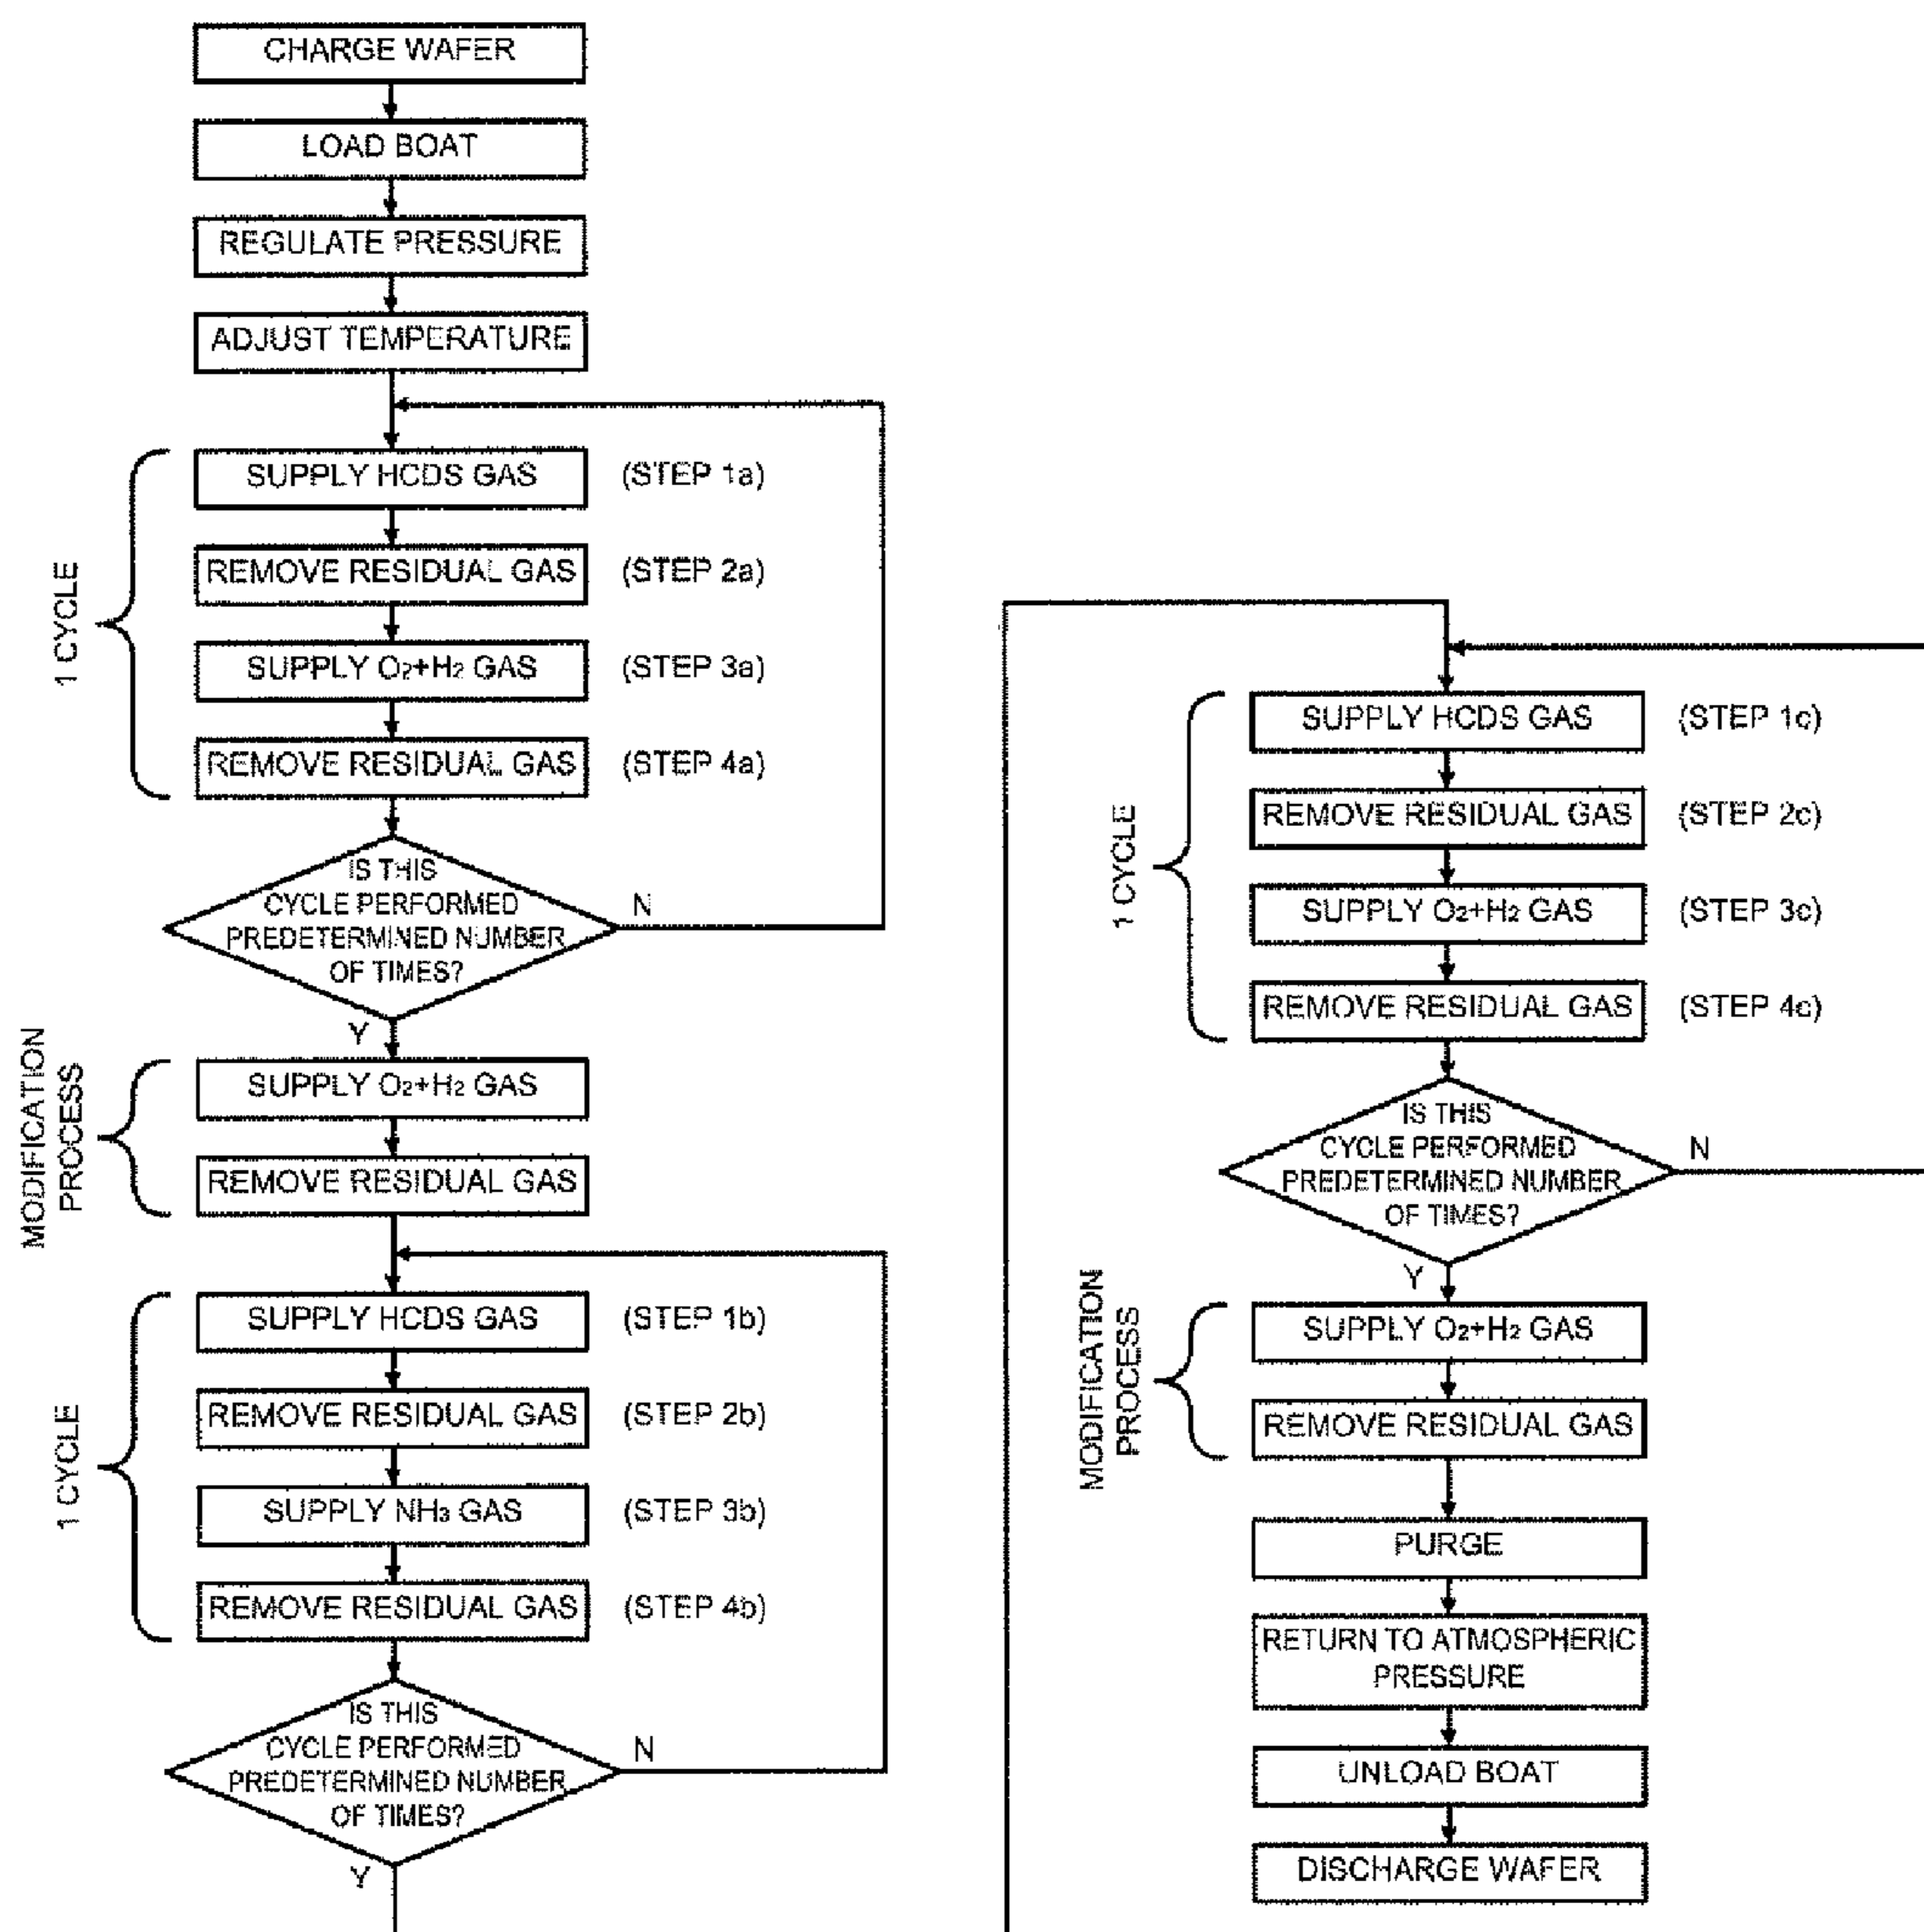 CHARGE WAFER
LOAD BOAT
REGULATE PRESSURE
ADJUST TEMPERATURE
1 CYCLE
SUPPLY HCDS GAS (STEP 1a)
REMOVE RESIDUAL GAS (STEP 2a)
SUPPLY O2+H2 GAS (STEP 3a)
REMOVE RESIDUAL GAS (STEP 4a)
IS THIS
CYCLE PERFORMED
PREDETERMINED NUMBER
OF TIMES?
N
Y
MODIFICATION
PROCESS
SUPPLY O2+H2 GAS
REMOVE RESIDUAL GAS
1 CYCLE
SUPPLY HCDS GAS (STEP 1b)
REMOVE RESIDUAL GAS (STEP 2b)
SUPPLY NH3 GAS (STEP 3b)
REMOVE RESIDUAL GAS (STEP 4b)
IS THIS
CYCLE PERFORMED
PREDETERMINED NUMBER
OF TIMES?
N
Y
1 CYCLE
SUPPLY HCDS GAS (STEP 1c)
REMOVE RESIDUAL GAS (STEP 2c)
SUPPLY O2+H2 GAS (STEP 3c)
REMOVE RESIDUAL GAS (STEP 4c)
IS THIS
CYCLE PERFORMED
PREDETERMINED NUMBER
OF TIMES?
N
Y
MODIFICATION
PROCESS
SUPPLY O2+H2 GAS
REMOVE RESIDUAL GAS
PURGE
RETURN TO ATMOSPHERIC
PRESSURE
UNLOAD BOAT
DISCHARGE WAFER